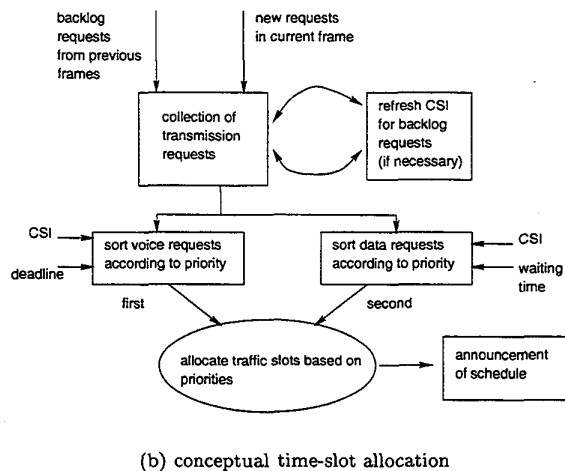 backlog
requests
from previous
frames
new requests
in current frame
collection of
transmission
requests
refresh CSI
for backlog
requests
(if necessary)
CSI
deadline
sort voice requests
according to priority
sort data requests
according to priority
CSI
waiting
time
first
second
allocate traffic slots based on
priorities
announcement
of schedule
(b) conceptual time-slot allocation